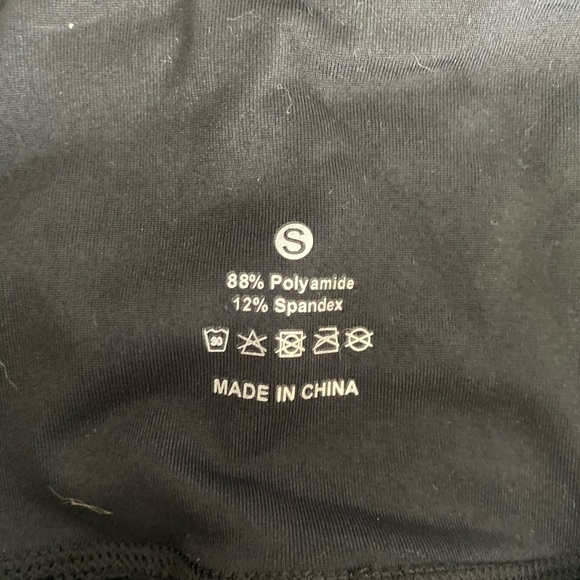 S
88% Polyamide
12% Spandex
30
MADE IN CHINA